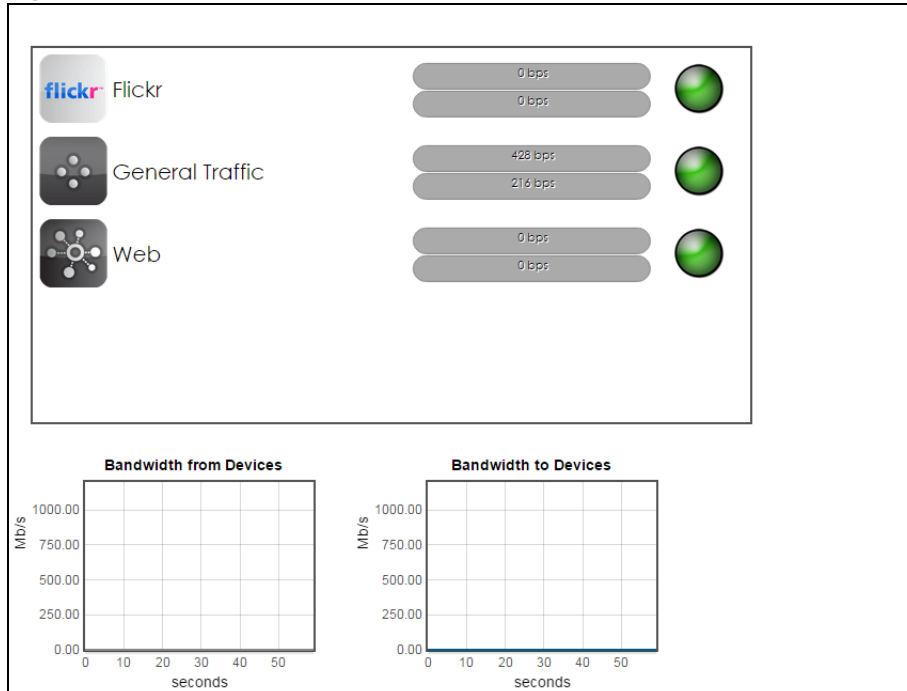 flickr™ Flickr
0 bps
0 bps
General Traffic
428 bps
216 bps
Web
0 bps
0 bps
Bandwidth from Devices
Mb/s
1000.00
750.00
500.00
250.00
0.00
0 10 20 30 40 50
seconds
Bandwidth to Devices
Mb/s
1000.00
750.00
500.00
250.00
0.00
0 10 20 30 40 50
seconds